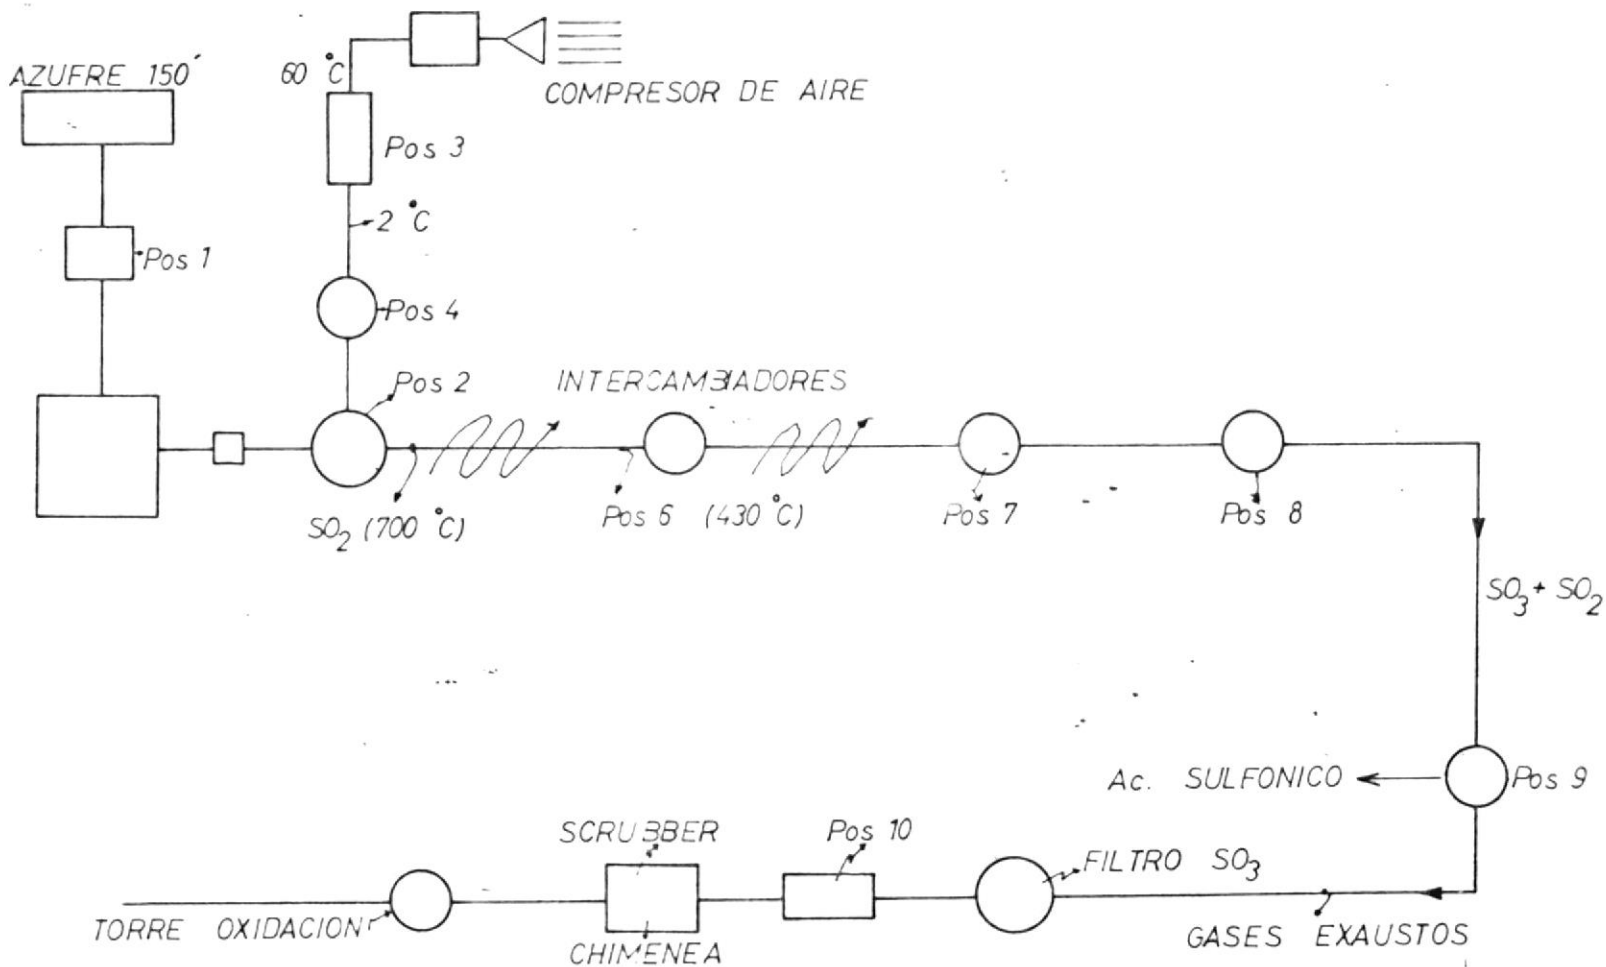 AZUFRE 150°
60 °C
COMPRESOR DE AIRE
Pos 3
2 °C
Pos 1
Pos 4
Pos 2
INTERCAMBIADORES
SO2 (700 °C)
Pos 6 (430 °C)
Pos 7
Pos 8
SO3 + SO2
Ac. SULFONICO
Pos 9
SCRUBBER
Pos 10
FILTRO SO3
TORRE OXIDACION
CHIMENEA
GASES EXAUSTOS